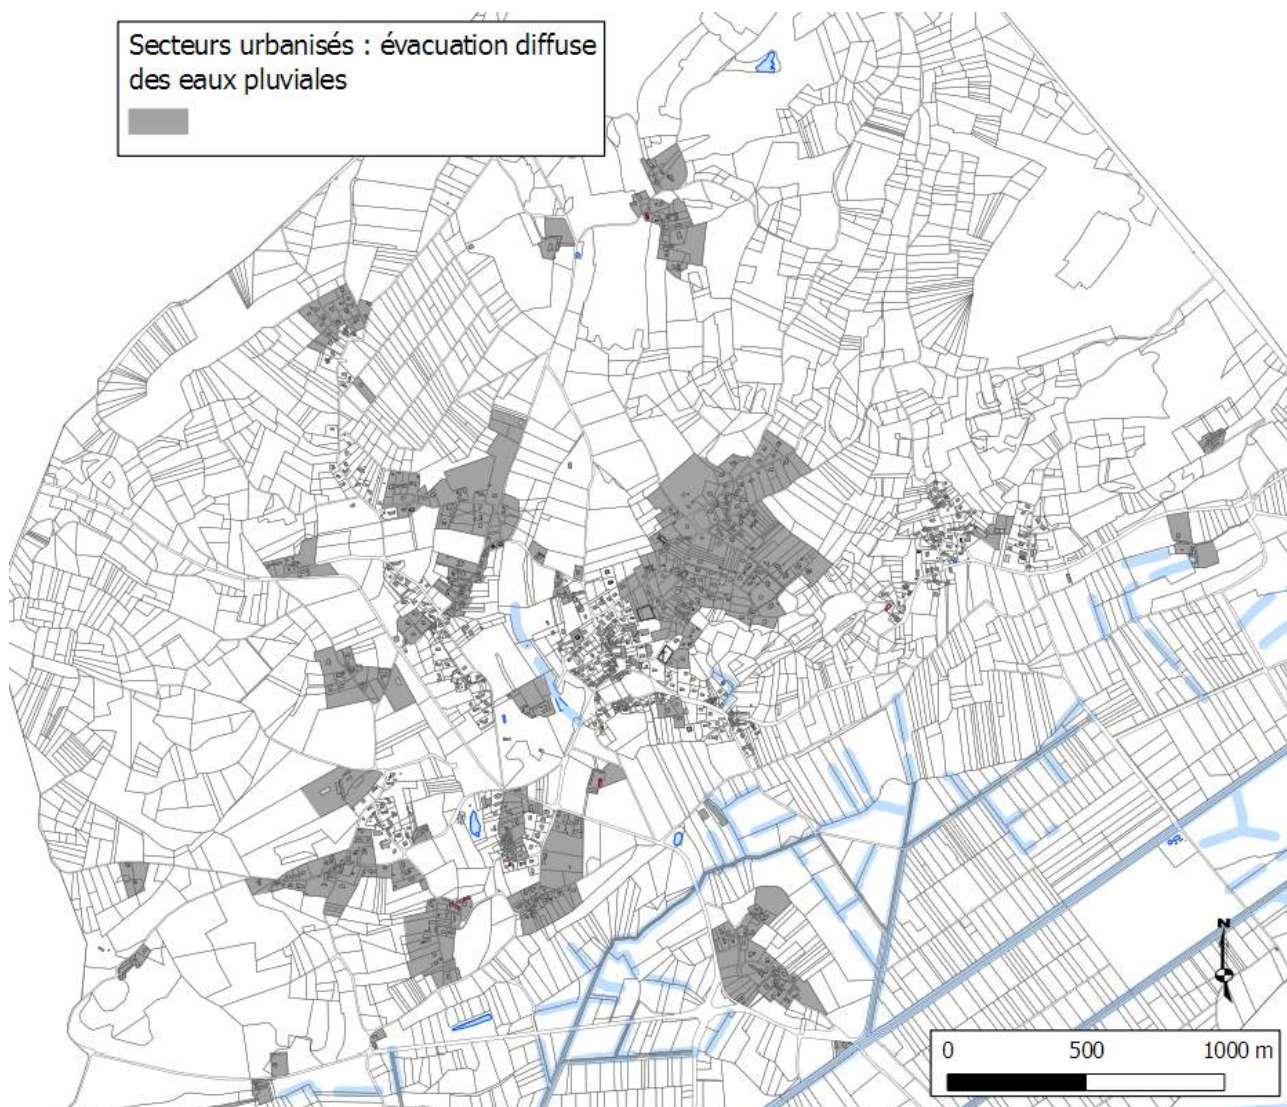 Secteurs urbanisés : évacuation diffuse
des eaux pluviales
N
0 500 1000 m